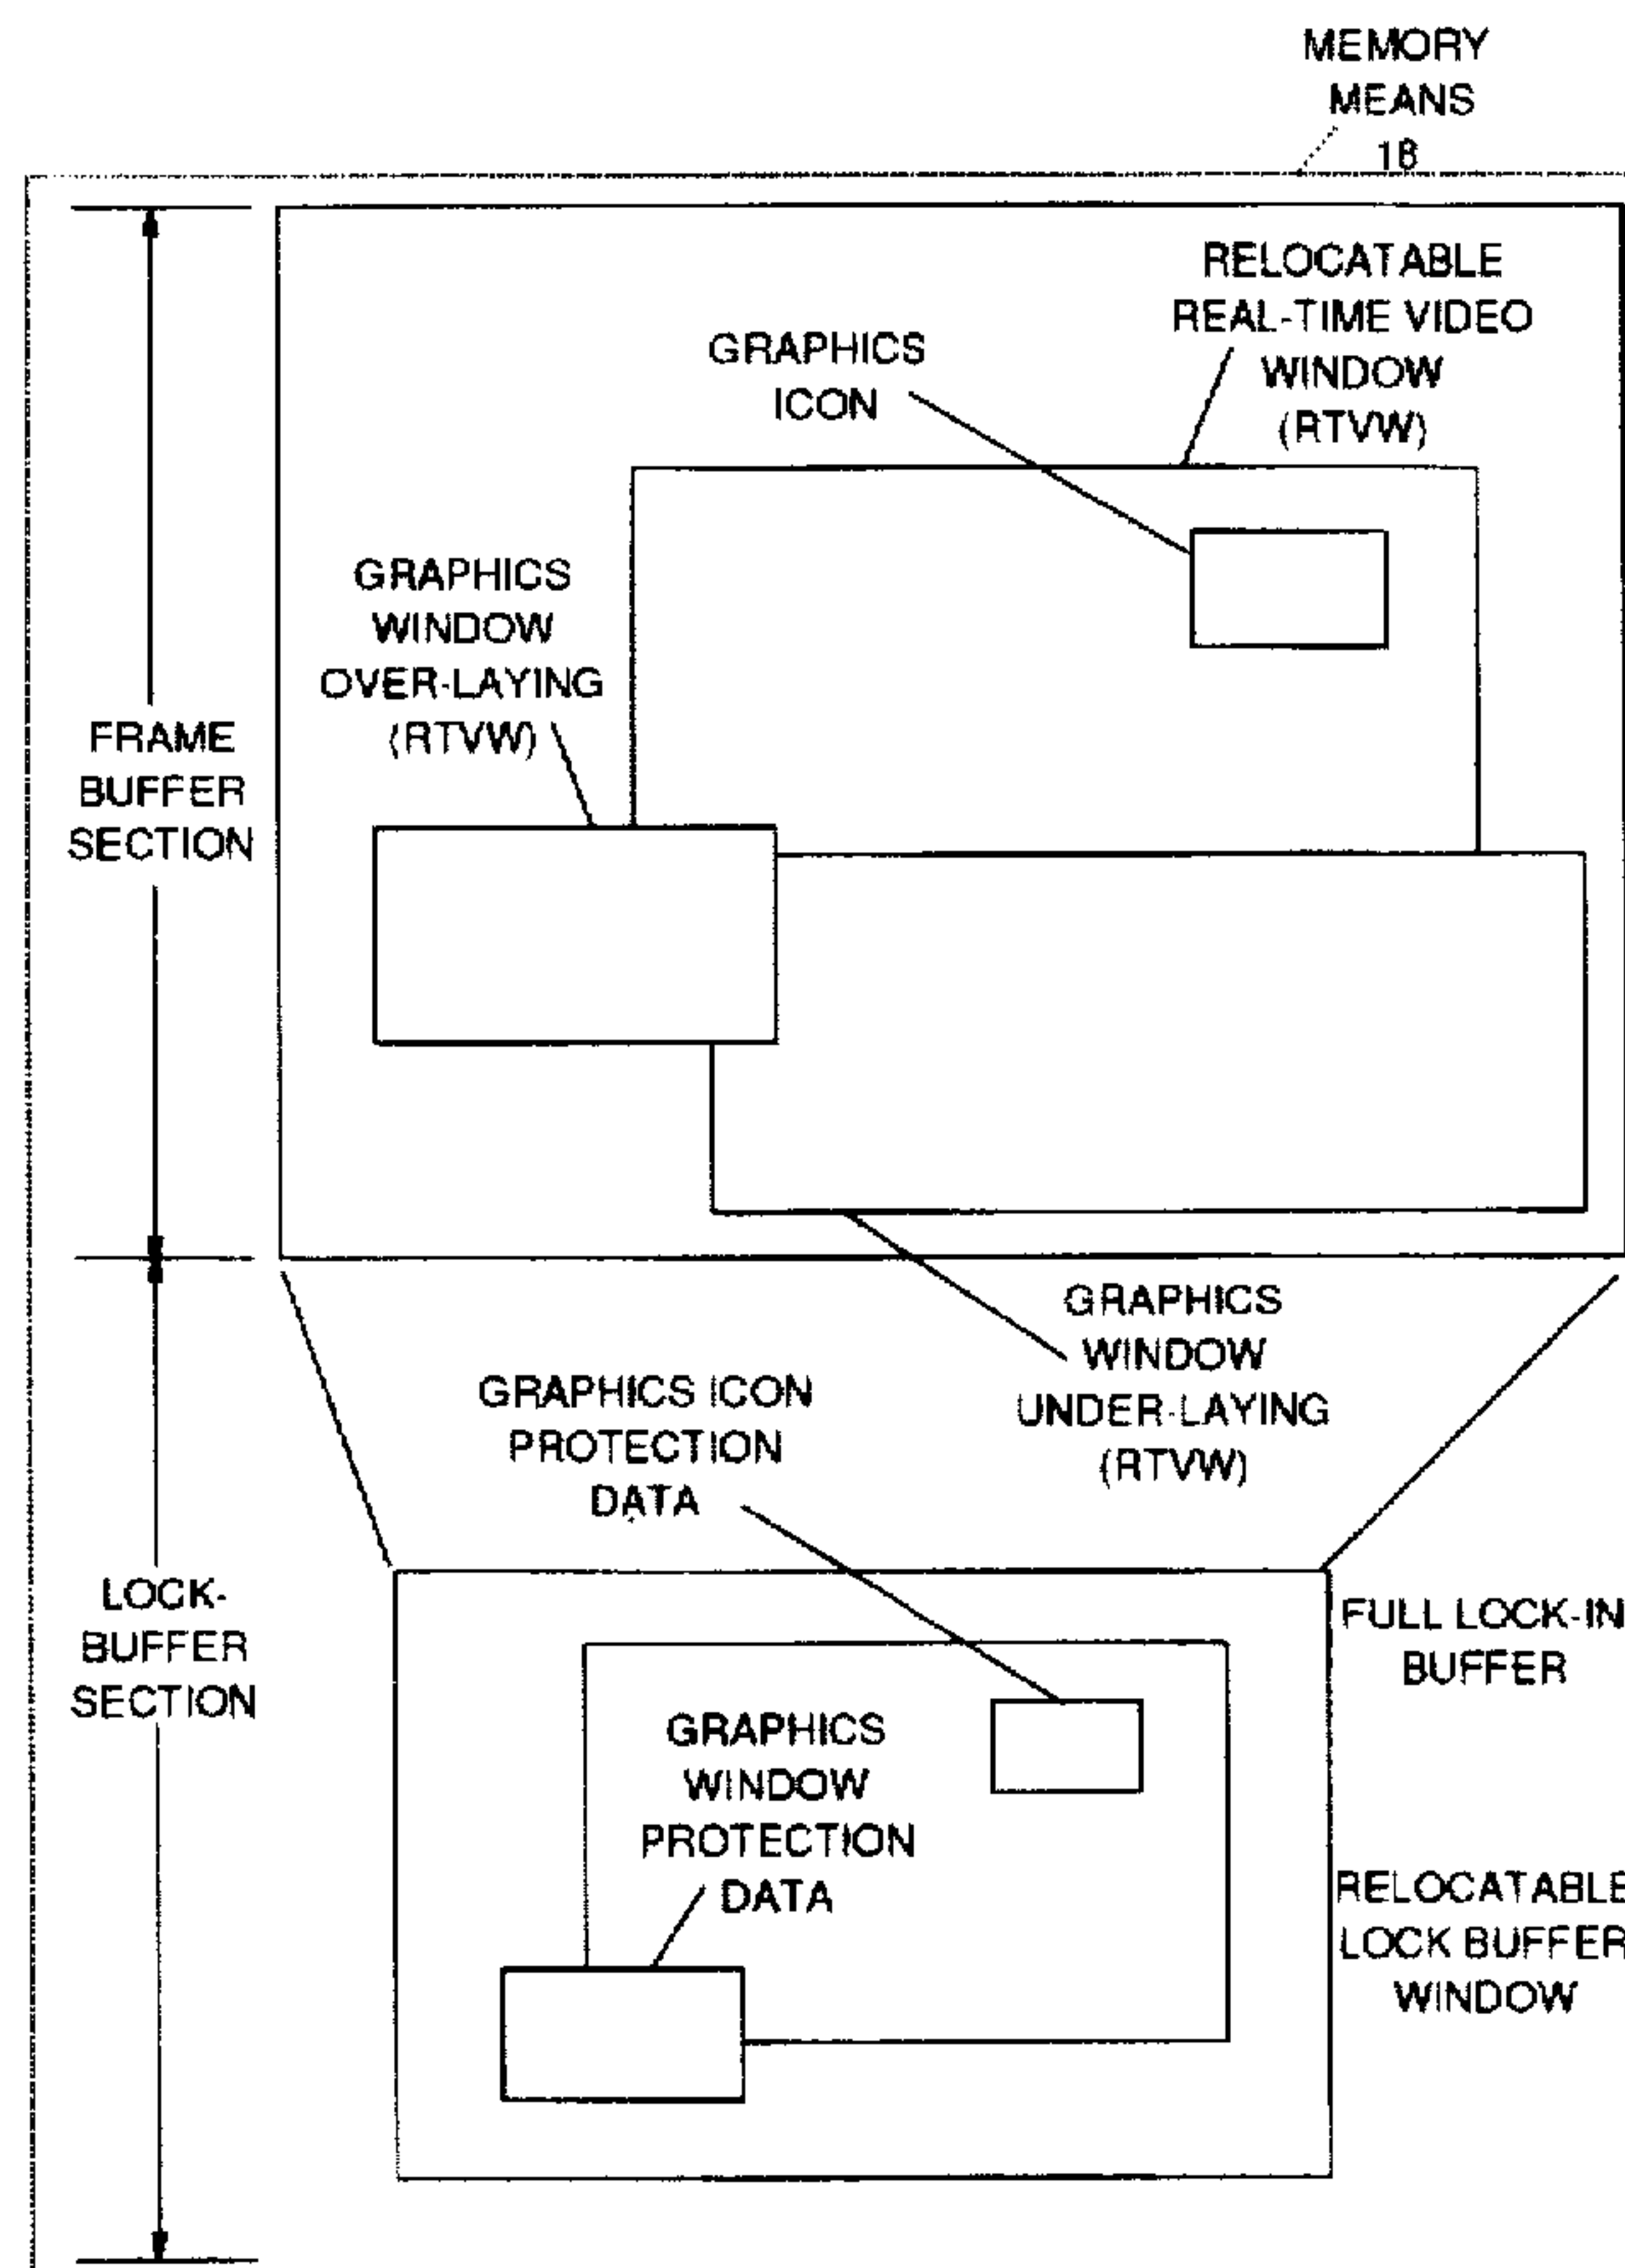 MEMORY
MEANS
18
RELOCATABLE
REAL-TIME VIDEO
WINDOW
(RTVW)
GRAPHICS
ICON
GRAPHICS
WINDOW
OVER-LAYING
(RTVW)
FRAME
BUFFER
SECTION
GRAPHICS
WINDOW
UNDER-LAYING
(RTVW)
GRAPHICS ICON
PROTECTION
DATA
LOCK-
BUFFER
SECTION
FULL LOCK-IN
BUFFER
GRAPHICS
WINDOW
PROTECTION
DATA
RELOCATABLE
LOCK BUFFER
WINDOW